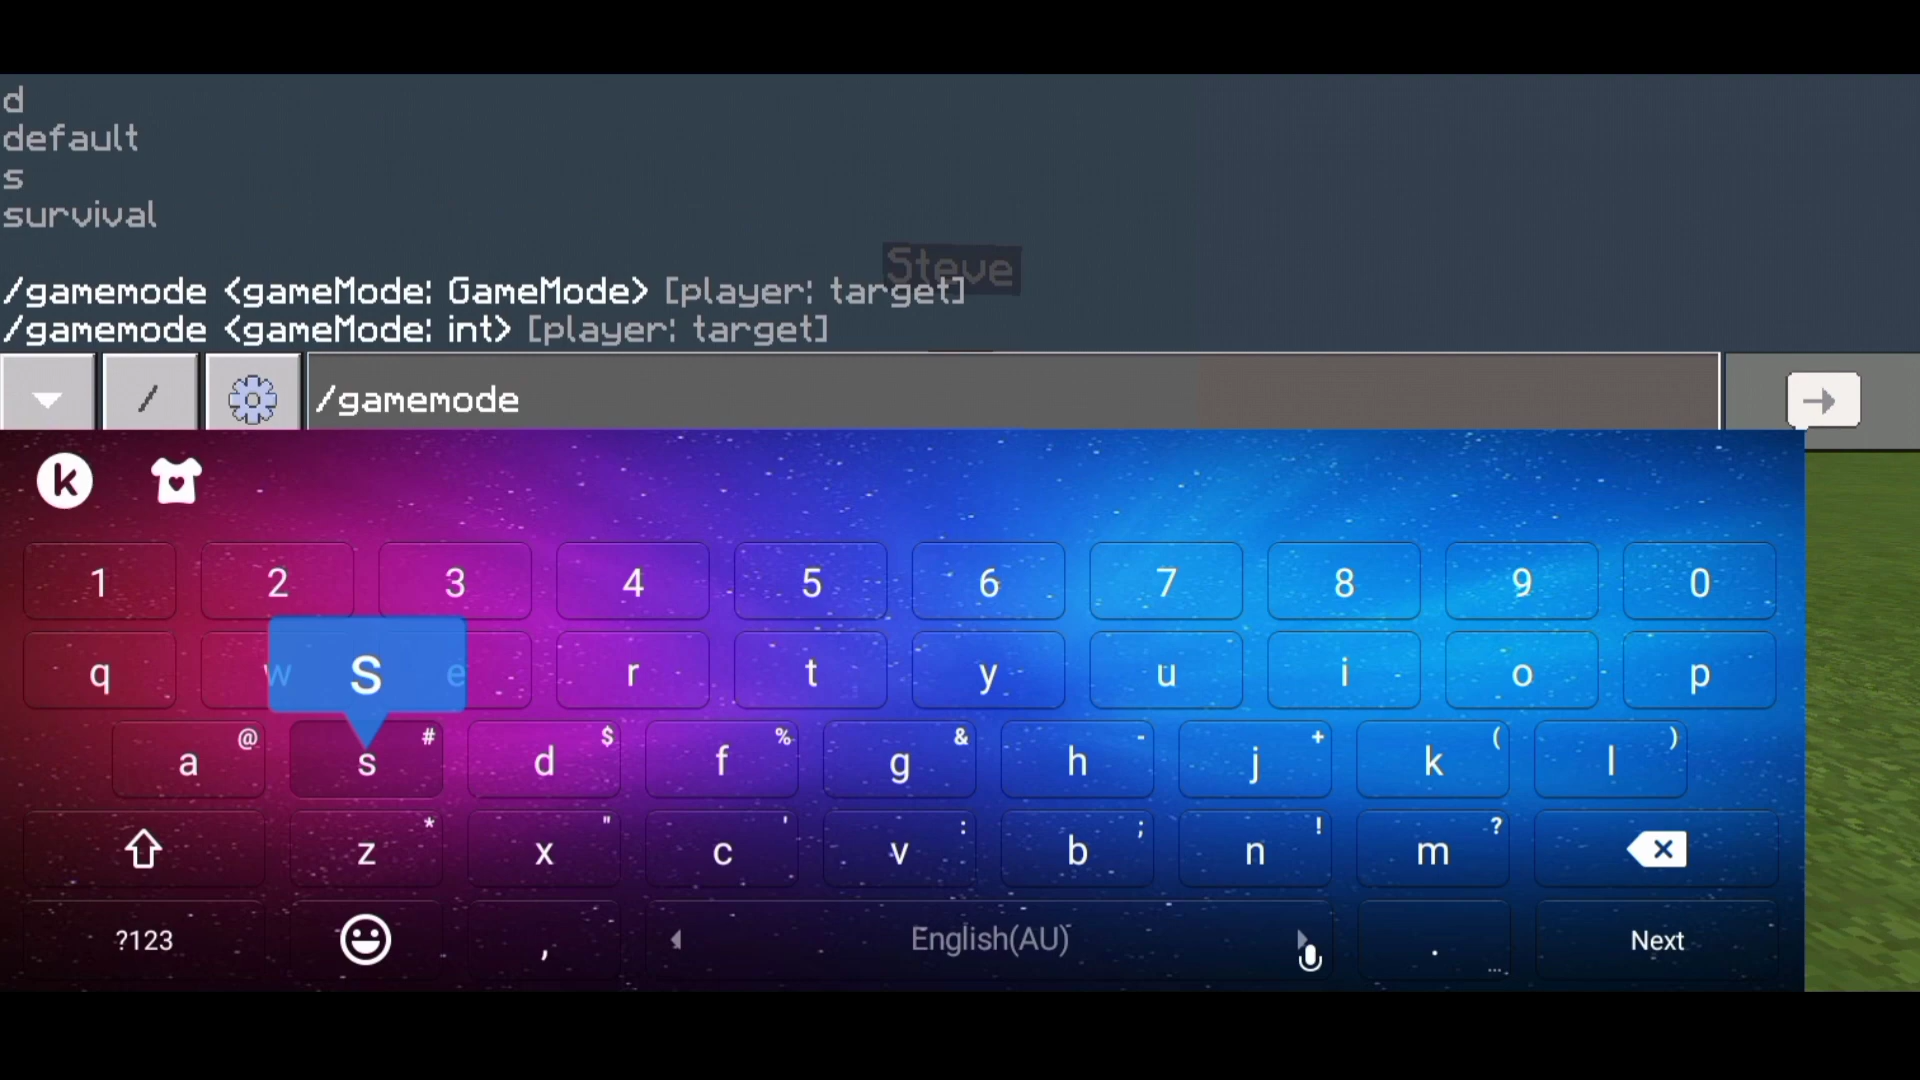 d
default
s
survival
Steve
/gamemode <gameMode: GameMode> [player: target]
/gamemode <gameMode: int> [player: target]
/ /gamemode
k
1 2 3 4 5 6 7 8 9 0
q w S e r t y u i o p
@ # $ % & - + ( )
a s d f g h j k l
* " ' : ; ! ?
z x c v b n m
?123 , English(AU) . ... Next